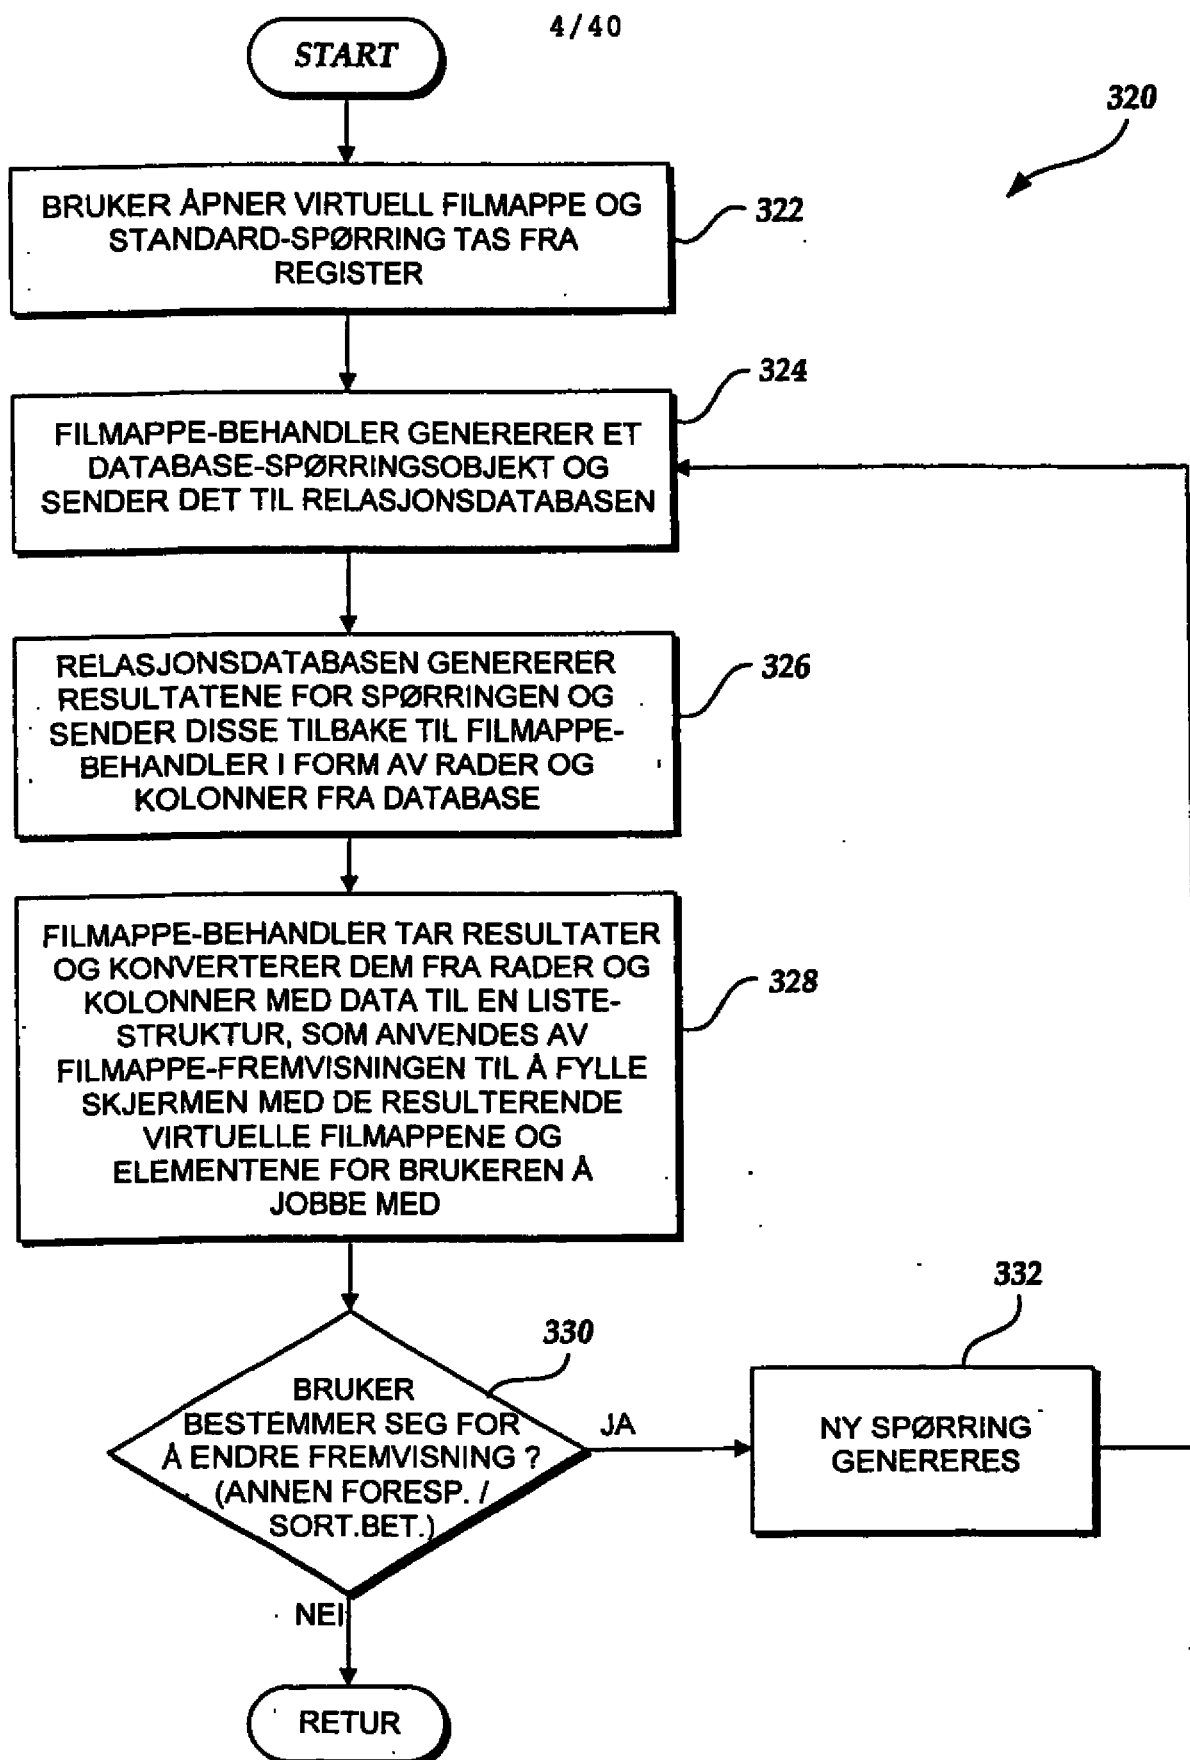 4/40
START
320
BRUKER ÅPNER VIRTUELL FILMAPPE OG
STANDARD-SPØRRING TAS FRA
REGISTER
322
324
FILMAPPE-BEHANDLER GENERERER ET
DATABASE-SPØRRINGSOBJEKT OG
SENDER DET TIL RELASJONSDATABASEN
RELASJONSDATABASEN GENERERER
RESULTATENE FOR SPØRRINGEN OG
SENDER DISSE TILBAKE TIL FILMAPPE-
BEHANDLER I FORM AV RADER OG
KOLONNER FRA DATABASE
326
FILMAPPE-BEHANDLER TAR RESULTATER
OG KONVERTERER DEM FRA RADER OG
KOLONNER MED DATA TIL EN LISTE-
STRUKTUR, SOM ANVENDES AV
FILMAPPE-FREMVISNINGEN TIL Å FYLLE
SKJERMEN MED DE RESULTERENDE
VIRTUELLE FILMAPPENE OG
ELEMENTENE FOR BRUKEREN Å
JOBBE MED
328
330
BRUKER
BESTEMMER SEG FOR
Å ENDRE FREMVISNING ?
(ANNEN FORESP. /
SORT.BET.)
JA
332
NY SPØRRING
GENERERES
NEI
RETUR